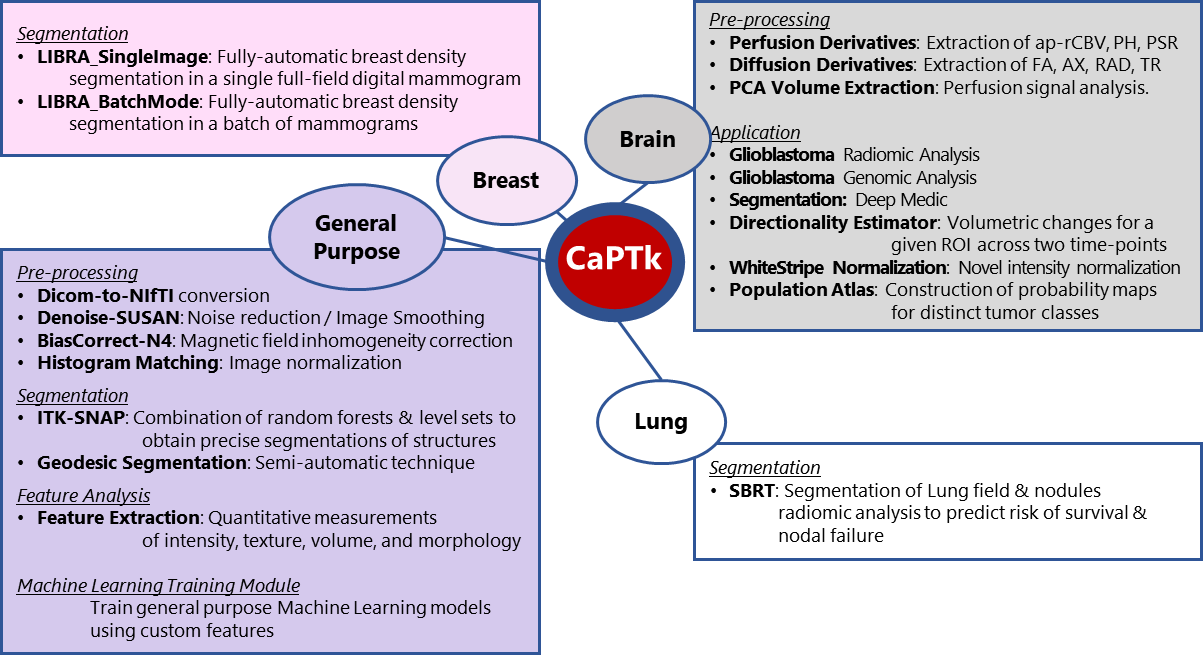 Segmentation
• LIBRA_SingleImage: Fully-automatic breast density
segmentation in a single full-field digital mammogram
• LIBRA_BatchMode: Fully-automatic breast density
segmentation in a batch of mammograms
Breast
Brain
Pre-processing
• Perfusion Derivatives: Extraction of ap-rCBV, PH, PSR
• Diffusion Derivatives: Extraction of FA, AX, RAD, TR
• PCA Volume Extraction: Perfusion signal analysis.
Application
• Glioblastoma Radiomic Analysis
• Glioblastoma Genomic Analysis
• Segmentation: Deep Medic
• Directionality Estimator: Volumetric changes for a
given ROI across two time-points
• WhiteStripe Normalization: Novel intensity normalization
• Population Atlas: Construction of probability maps
for distinct tumor classes
CaPTk
General
Purpose
Pre-processing
• Dicom-to-NIfTI conversion
• Denoise-SUSAN: Noise reduction / Image Smoothing
• BiasCorrect-N4: Magnetic field inhomogeneity correction
• Histogram Matching: Image normalization
Segmentation
• ITK-SNAP: Combination of random forests & level sets to
obtain precise segmentations of structures
• Geodesic Segmentation: Semi-automatic technique
Feature Analysis
• Feature Extraction: Quantitative measurements
of intensity, texture, volume, and morphology
Machine Learning Training Module
Train general purpose Machine Learning models
using custom features
Lung
Segmentation
• SBRT: Segmentation of Lung field & nodules
radiomic analysis to predict risk of survival &
nodal failure